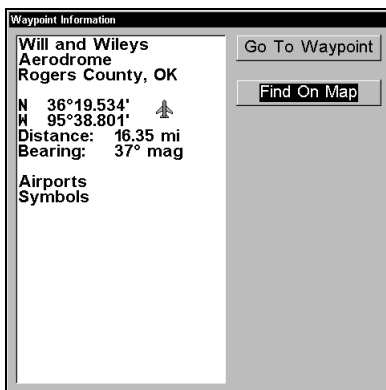 Waypoint Information
Will and Wileys
Aerodrome
Rogers County, OK
N 36°19.534'
W 95°38.801'
Distance: 16.35 mi
Bearing: 37° mag
Airports
Symbols
Go To Waypoint
Find On Map